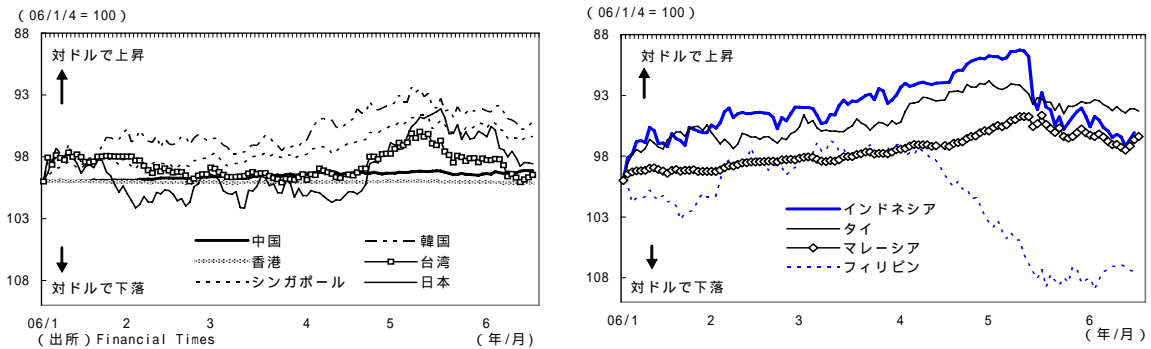 (06/1/4=100)
88
対ドルで上昇
93
98
103
中国
韓国
香港
台湾
シンガポール
日本
108
対ドルで下落
06/1 2 3 4 5 6
(出所)Financial Times
(年/月)
(06/1/4=100)
88
対ドルで上昇
93
98
103
インドネシア
タイ
マレーシア
フィリピン
108
対ドルで下落
06/1 2 3 4 5 6
(年/月)